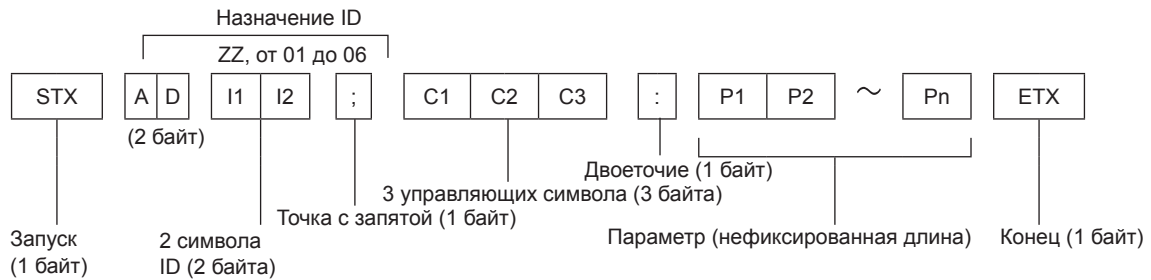 Назначение ID
ZZ, от 01 до 06
STX A D I1 I2 ; C1 C2 C3 : P1 P2 ~ Pn ETX
(2 байт)
Двоеточие (1 байт)
3 управляющих символа (3 байта)
Точка с запятой (1 байт)
Запуск
(1 байт)
2 символа
ID (2 байта)
Параметр (нефиксированная длина)
Конец (1 байт)